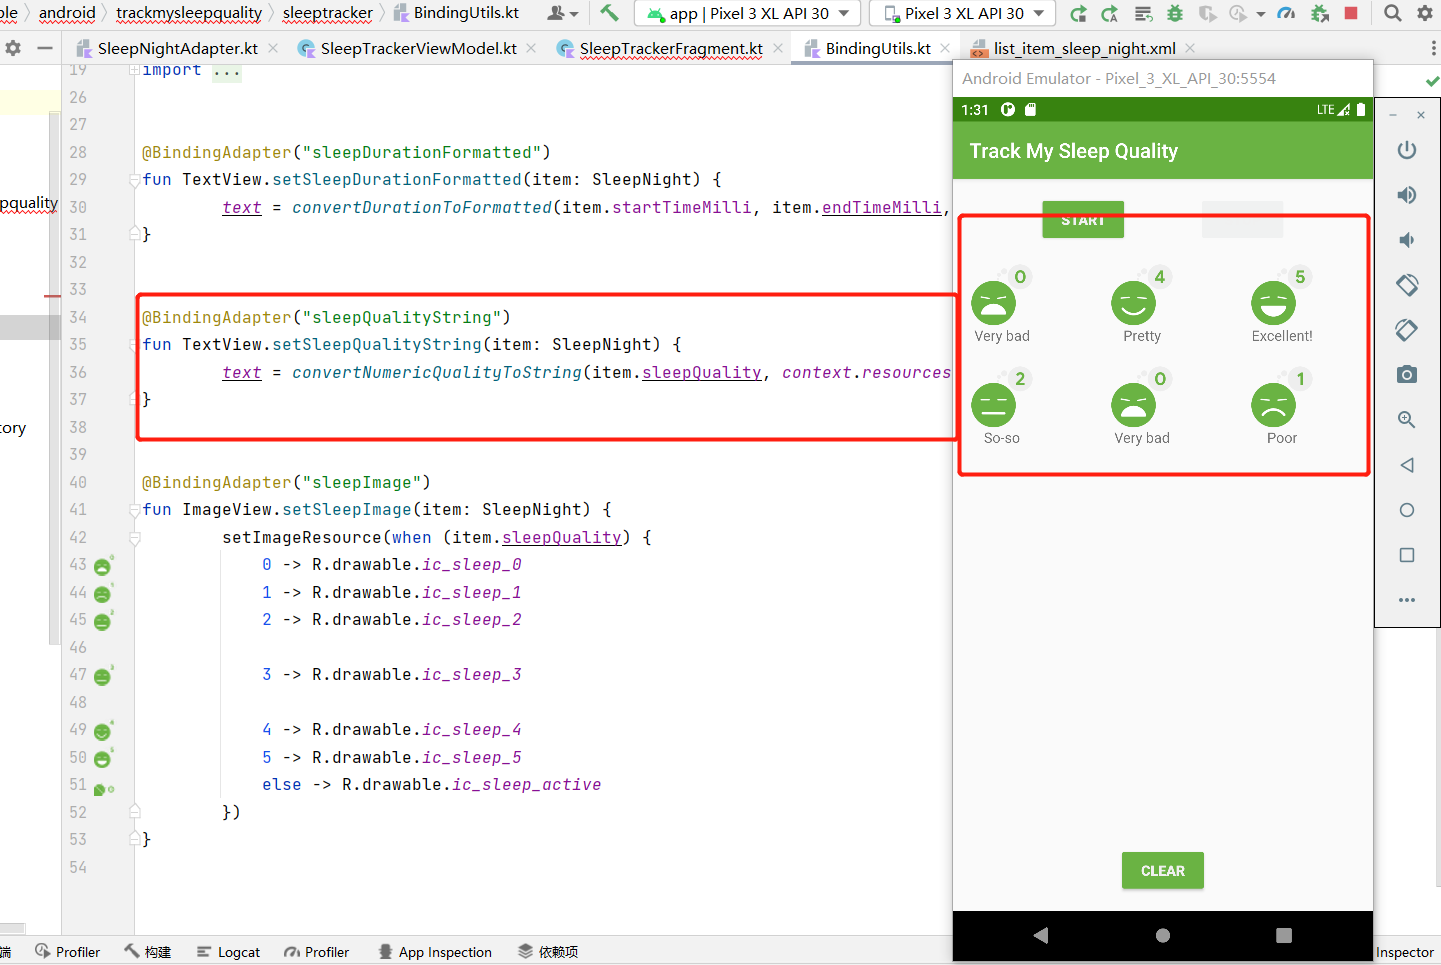 ple android trackmysleepquality sleeptracker BindingUtils.kt app | Pixel 3 XL API 30 Pixel 3 XL API 30
SleepNightAdapter.kt SleepTrackerViewModel.kt SleepTrackerFragment.kt BindingUtils.kt list_item_sleep_night.xml
19 import ...
26
27
28 @BindingAdapter("sleepDurationFormatted")
29 fun TextView.setSleepDurationFormatted(item: SleepNight) {
30 text = convertDurationToFormatted(item.startTimeMilli, item.endTimeMilli,
31 }
32
33
34 @BindingAdapter("sleepQualityString")
35 fun TextView.setSleepQualityString(item: SleepNight) {
36 text = convertNumericQualityToString(item.sleepQuality, context.resources
37 }
38
39
40 @BindingAdapter("sleepImage")
41 fun ImageView.setSleepImage(item: SleepNight) {
42 setImageResource(when (item.sleepQuality) {
43 0 -> R.drawable.ic_sleep_0
44 1 -> R.drawable.ic_sleep_1
45 2 -> R.drawable.ic_sleep_2
46
47 3 -> R.drawable.ic_sleep_3
48
49 4 -> R.drawable.ic_sleep_4
50 5 -> R.drawable.ic_sleep_5
51 else -> R.drawable.ic_sleep_active
52 })
53 }
54
pquality
tory
Android Emulator - Pixel_3_XL_API_30:5554
1:31 LTE
Track My Sleep Quality
START
0 4 5
Very bad Pretty Excellent!
2 0 1
So-so Very bad Poor
CLEAR
端 Profiler 构建 Logcat Profiler App Inspection 依赖项 Inspector